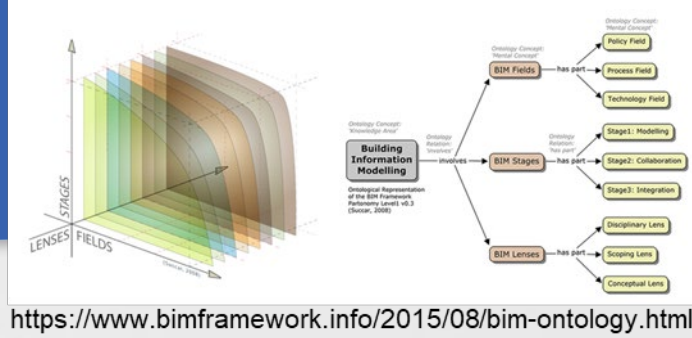 STAGES
LENSES
FIELDS
(Succar, 2008)
Ontology Concept:
'Knowledge Area'
Building
Information
Modelling
Ontological Representation
of the BIM Framework
Partonomy Level1 v0.3
(Succar, 2008)
Ontology
Relation:
'involves'
involves
Ontology Concept:
'Mental Concept'
BIM Fields
has part
Ontology Concept:
'Mental Concept'
Policy Field
Process Field
Technology Field
BIM Stages
Ontology
Relation:
'has part'
has part
Stage1: Modelling
Stage2: Collaboration
Stage3: Integration
BIM Lenses
has part
Disciplinary Lens
Scoping Lens
Conceptual Lens
https://www.bimframework.info/2015/08/bim-ontology.html